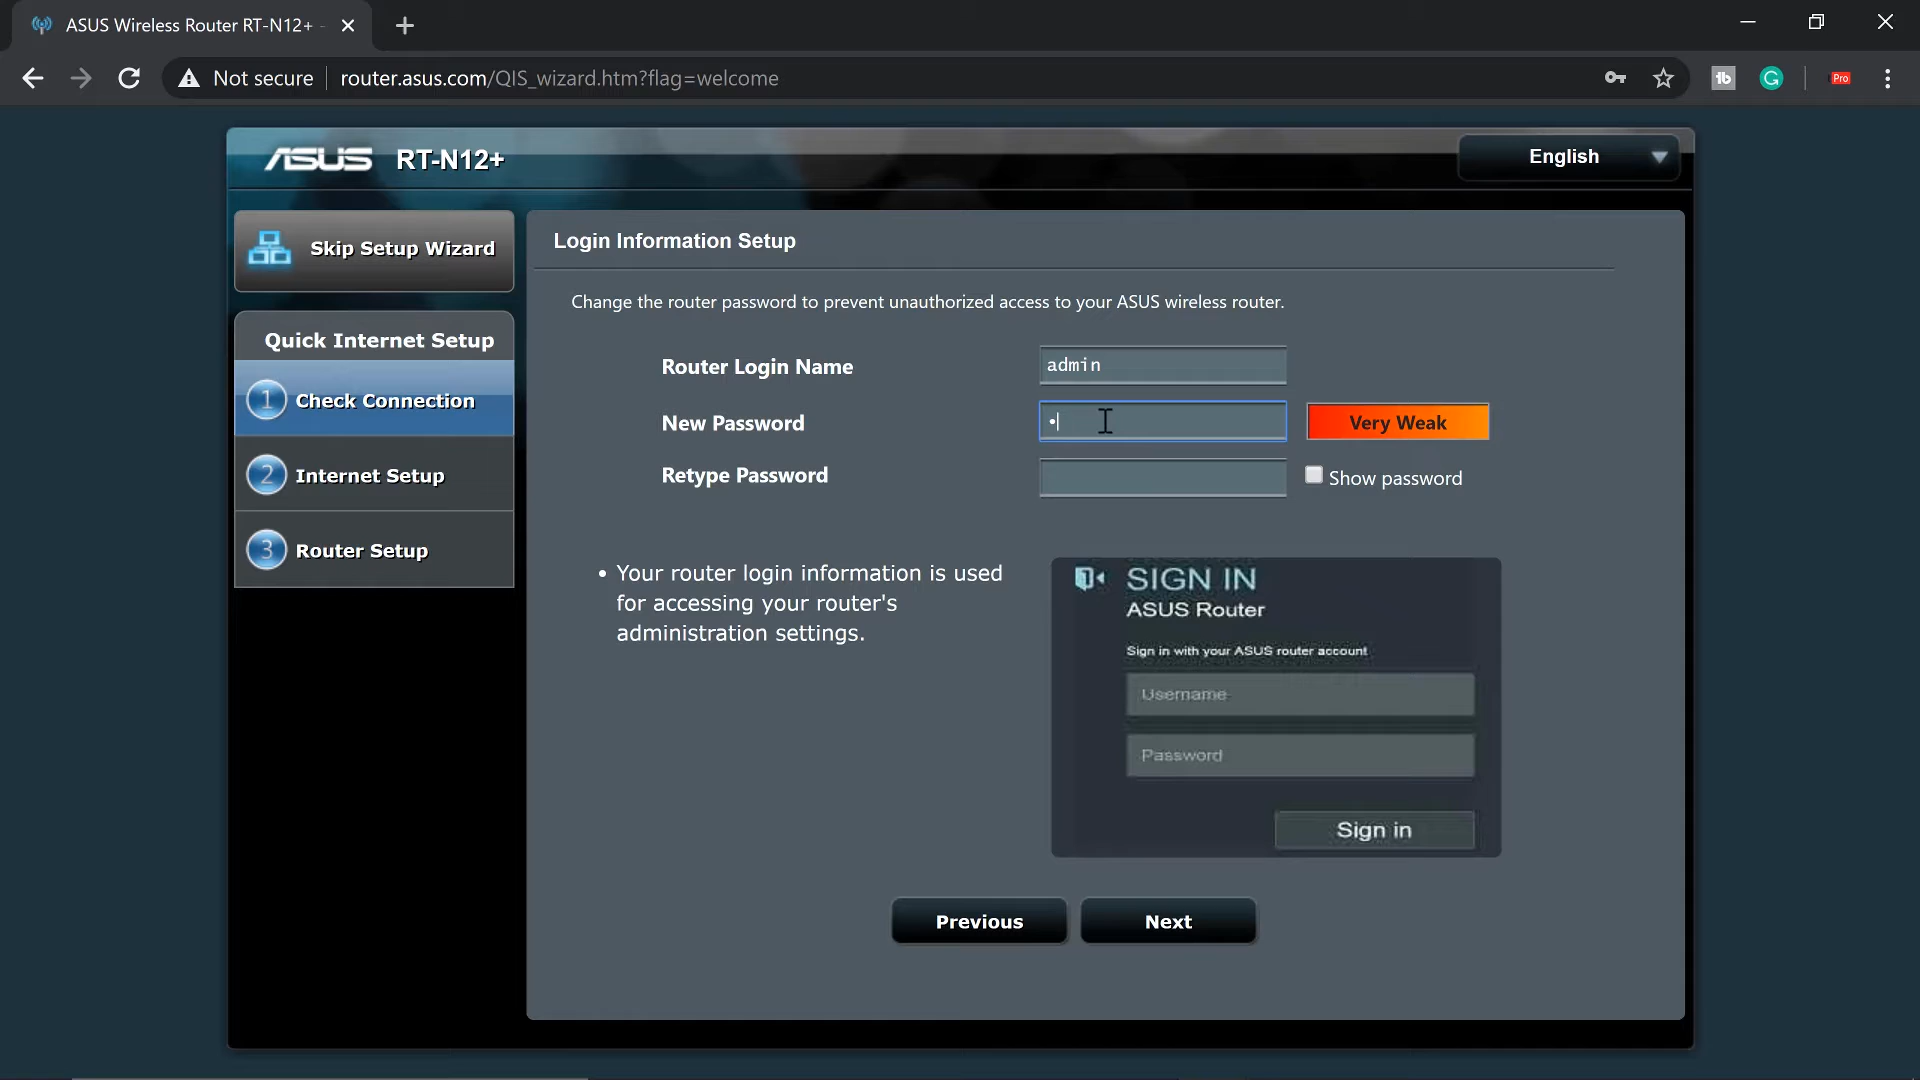 ASUS Wireless Router RT-N12+ -
Not secure
router.asus.com/QIS_wizard.htm?flag=welcome
tb
G
Pro
ASUS RT-N12+
English
Skip Setup Wizard
Quick Internet Setup
1 Check Connection
2 Internet Setup
3 Router Setup
Login Information Setup
Change the router password to prevent unauthorized access to your ASUS wireless router.
Router Login Name admin
New Password • Very Weak
Retype Password Show password
• Your router login information is used
for accessing your router's
administration settings.
SIGN IN
ASUS Router
Sign in with your ASUS router account
Username
Password
Sign in
Previous Next